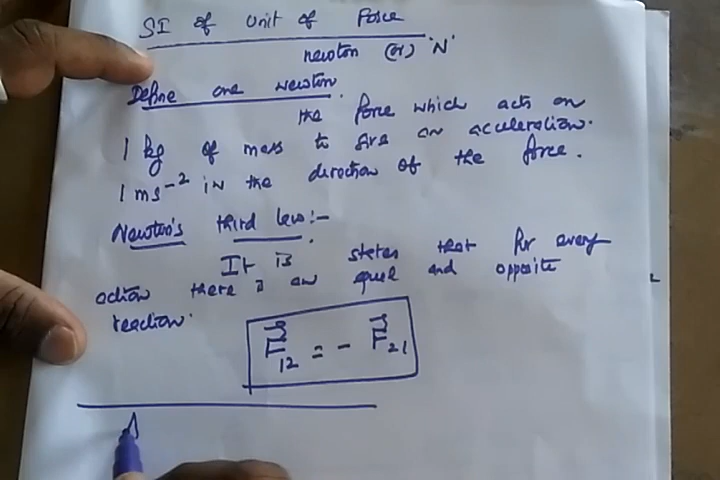 SI of Unit of Force
newton (or) 'N'
Define one newton.
the force which acts on
1 kg of mass to give an acceleration.
1 ms⁻² in the direction of the force.
Newton's third law:-
It is states that for every
action there is an equal and opposite
reaction.
F⃗₁₂ = - F⃗₂₁